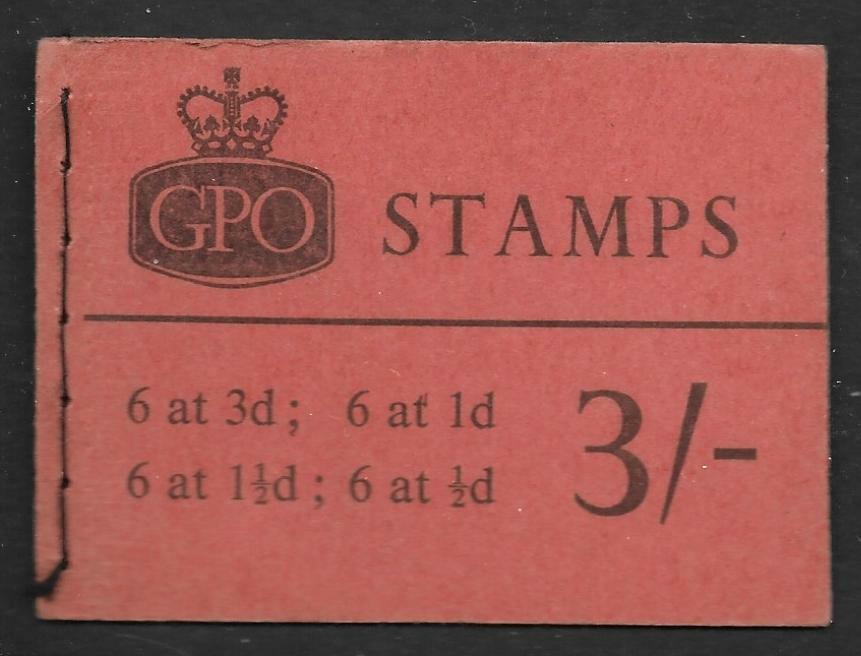 GPO STAMPS
6 at 3d; 6 at 1d
6 at 1½d; 6 at ½d
3/-